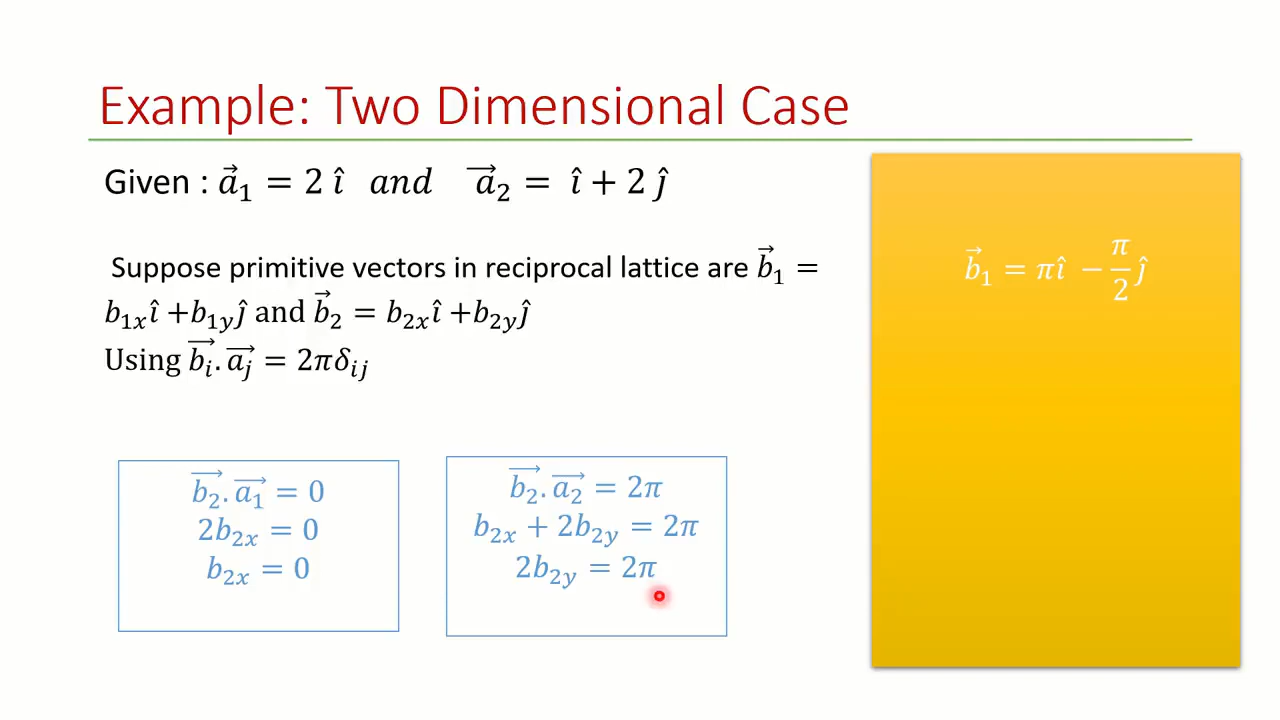 Example: Two Dimensional Case
Given : a⃗₁ = 2 î and a⃗₂ = î + 2 ĵ
Suppose primitive vectors in reciprocal lattice are b⃗₁ =
b₁ₓî +b₁ᵧĵ and b⃗₂ = b₂ₓî +b₂ᵧĵ
Using b⃗ᵢ. a⃗ⱼ = 2πδᵢⱼ
b⃗₂. a⃗₁ = 0
2b₂ₓ = 0
b₂ₓ = 0
b⃗₂. a⃗₂ = 2π
b₂ₓ + 2b₂ᵧ = 2π
2b₂ᵧ = 2π
b⃗₁ = πî − π/2 ĵ